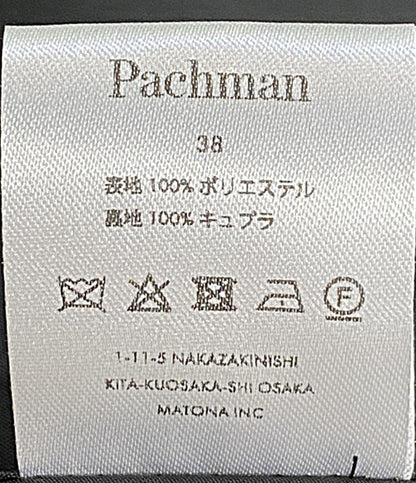 Pachman
38
表地 100% ポリエステル
裏地 100% キュプラ
F
1-11-5 NAKAZAKINISHI
KITA-KUOSAKA-SHI OSAKA
MATONA INC